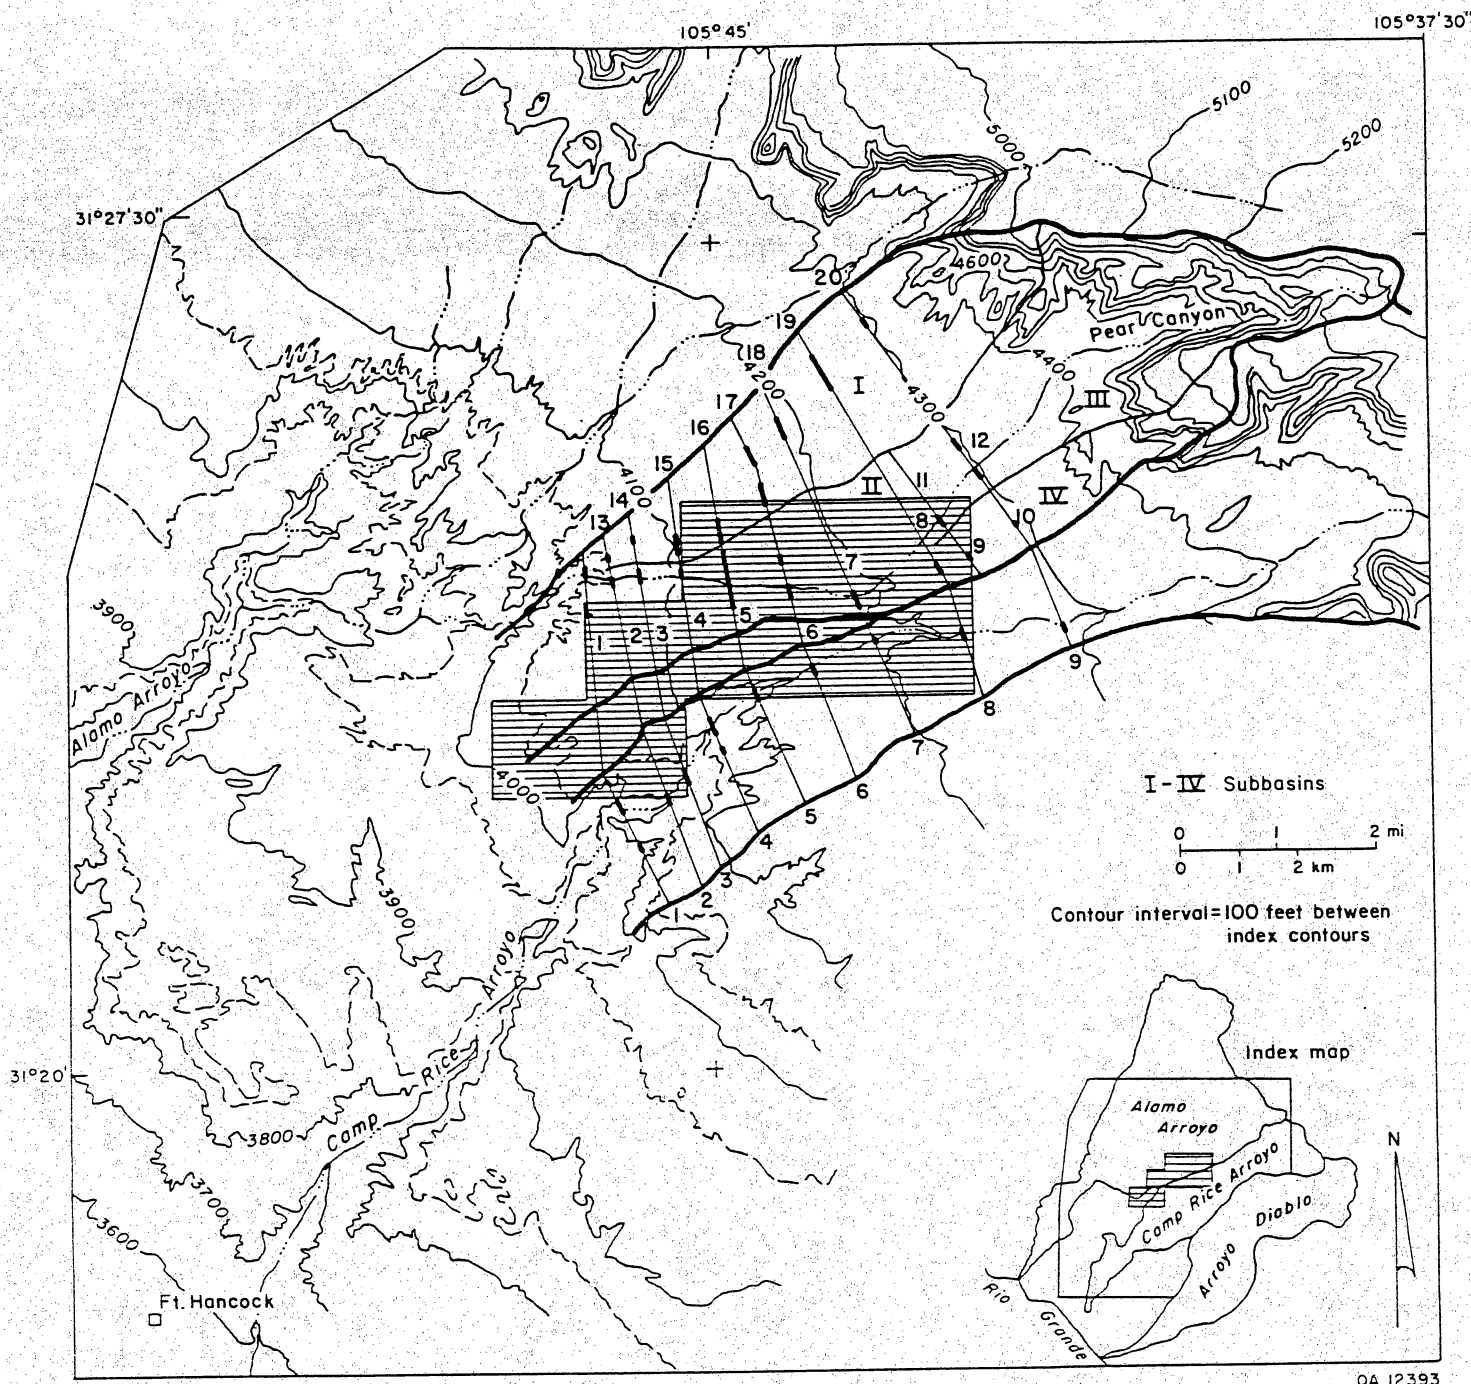 105°45'
105°37'30"
5100
5000
5200
31°27'30"
4600
20
Pear Canyon
19
18
4200
4400
I
III
4300
17
16
12
15
4100
II
11
IV
14
13
8
10
9
7
3900
1
2
3
4
5
6
Alamo Arroyo
9
8
7
4000
6
5
4
3
2
1
I-IV Subbasins
0 1 2 mi
0 1 2 km
3900
Contour interval=100 feet between
index contours
Arroyo
Rice
Camp
Index map
31°20'
3800
Alamo
Arroyo
N
3700
Camp Rice Arroyo
Diablo
Arroyo
3600
Rio
Grande
Ft. Hancock
QA 12393